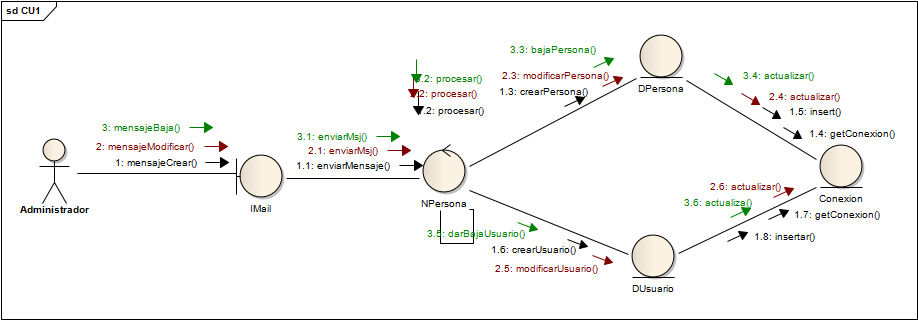 sd CU1
3.3: bajaPersona()
2.3: modificarPersona()
1.3: crearPersona()
DPersona
3.4: actualizar()
2.4: actualizar()
1.5: insert()
1.4: getConexion()
.2: procesar()
.2: procesar()
.2: procesar()
3: mensajeBaja()
2: mensajeModificar()
1: mensajeCrear()
3.1: enviarMsj()
2.1: enviarMsj()
1.1: enviarMensaje()
Administrador
IMail
NPersona
Conexion
2.6: actualizar()
3.6: actualiza()
1.7: getConexion()
1.8: insertar()
3.5: darBajaUsuario()
1.6: crearUsuario()
2.5: modificarUsuario()
DUsuario